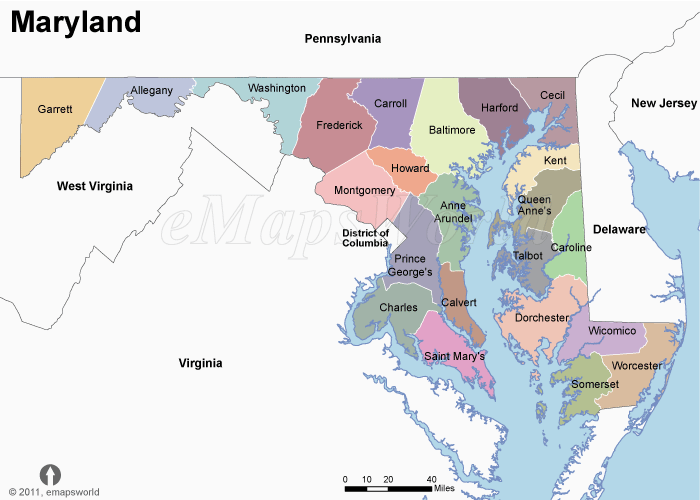 Maryland
Pennsylvania
Garrett
Allegany
Washington
Frederick
Carroll
Baltimore
Harford
Cecil
New Jersey
West Virginia
Montgomery
Howard
Kent
Anne
Arundel
Queen
Anne's
eMapsWorld
District of
Columbia
Delaware
Prince
George's
Talbot
Caroline
Charles
Calvert
Dorchester
Wicomico
Virginia
Saint Mary's
Worcester
Somerset
0 10 20 40
Miles
© 2011, emapsworld